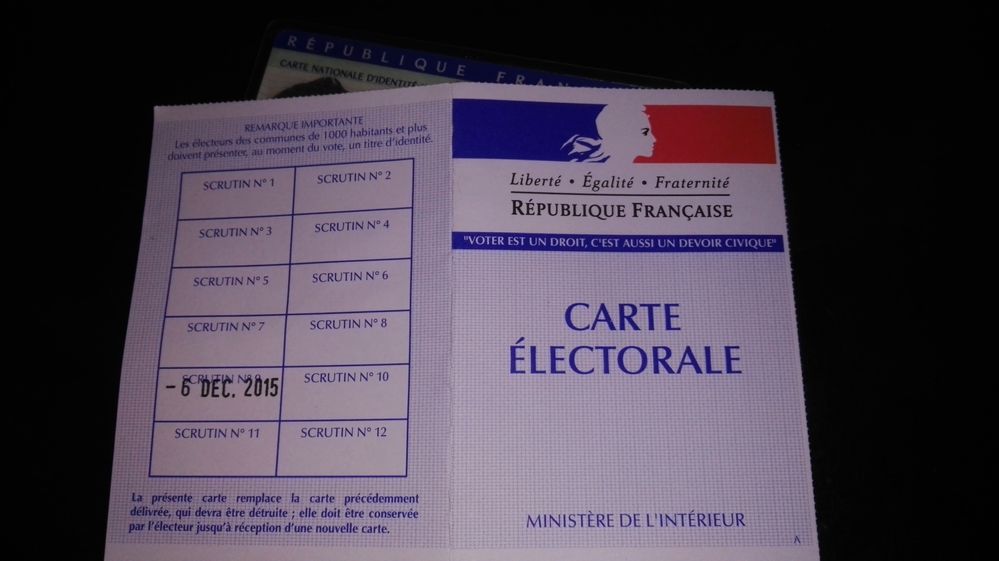 RÉPUBLIQUE FRAN
CARTE NATIONALE D'IDENTITÉ
REMARQUE IMPORTANTE
Les électeurs des communes de 1000 habitants et plus
doivent présenter, au moment du vote, un titre d'identité.
SCRUTIN N° 1
SCRUTIN N° 2
SCRUTIN N° 3
SCRUTIN N° 4
SCRUTIN N° 5
SCRUTIN N° 6
SCRUTIN N° 7
SCRUTIN N° 8
SCRUTIN N° 9
- 6 DEC. 2015
SCRUTIN N° 10
SCRUTIN N° 11
SCRUTIN N° 12
La présente carte remplace la carte précédemment
délivrée, qui devra être détruite ; elle doit être conservée
par l'électeur jusqu'à réception d'une nouvelle carte.
Liberté • Égalité • Fraternité
RÉPUBLIQUE FRANÇAISE
"VOTER EST UN DROIT, C'EST AUSSI UN DEVOIR CIVIQUE"
CARTE
ÉLECTORALE
MINISTÈRE DE L'INTÉRIEUR
A